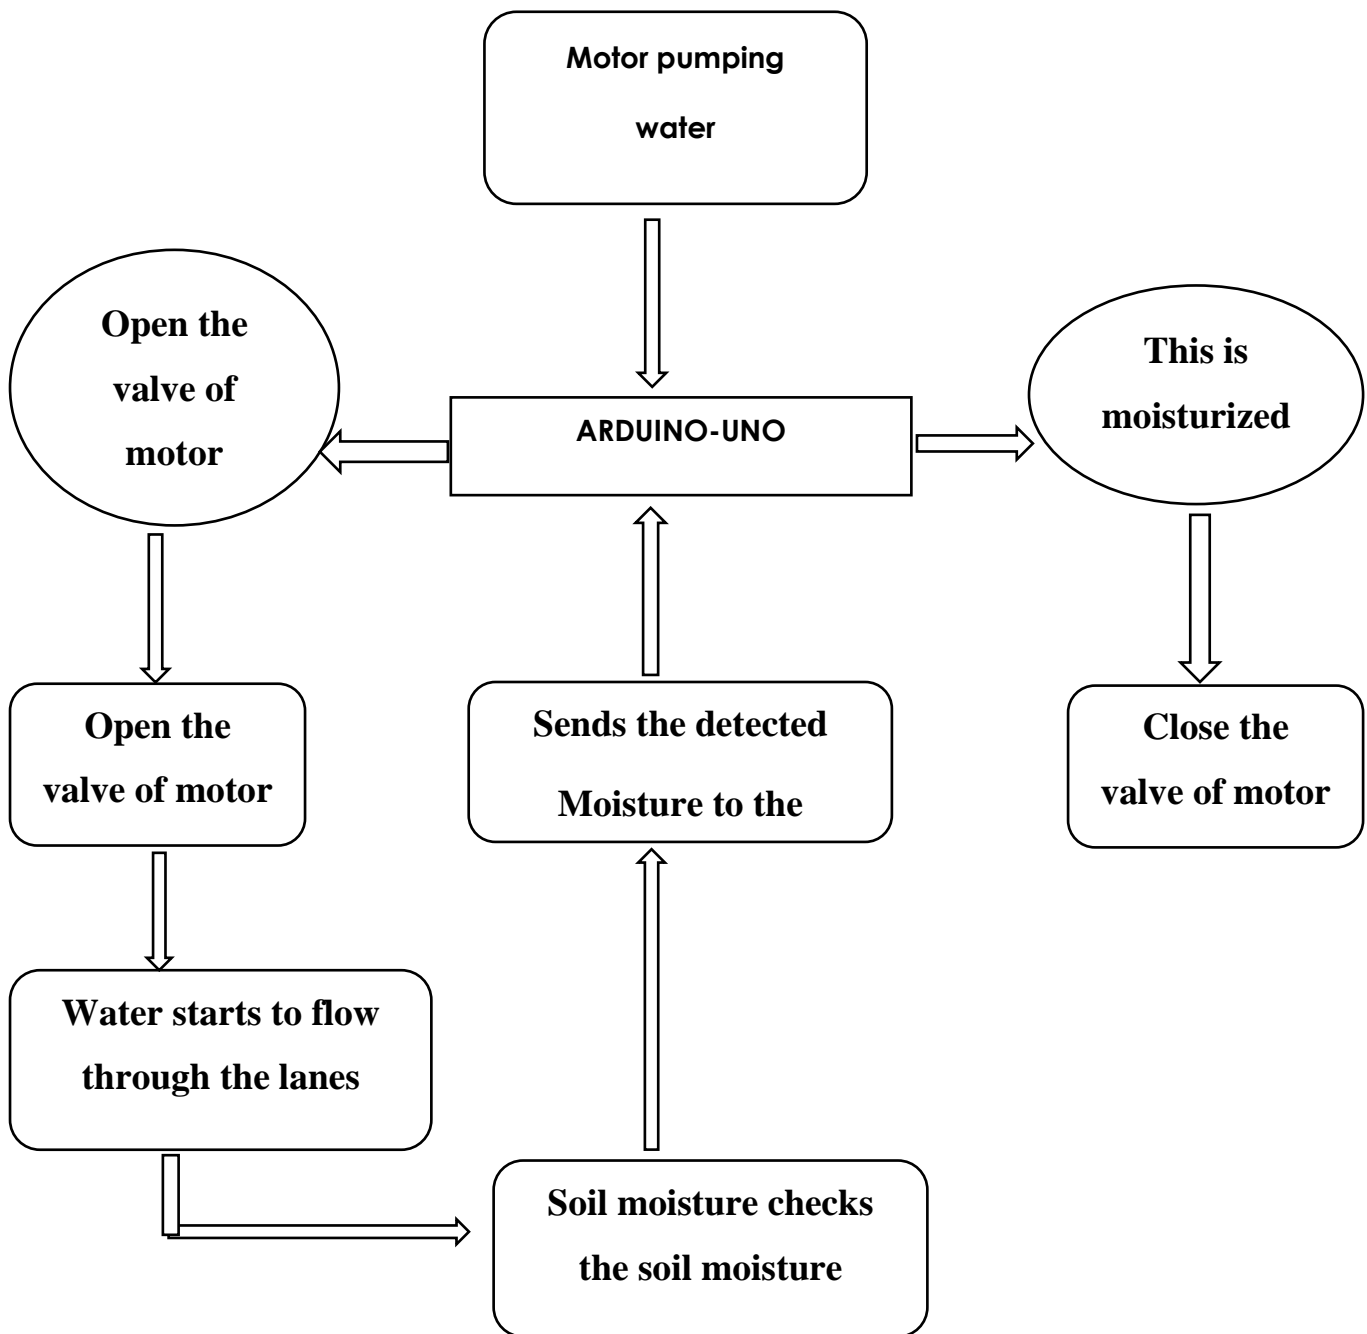 Motor pumping
water
Open the
valve of
motor
ARDUINO-UNO
This is
moisturized
Open the
valve of motor
Sends the detected
Moisture to the
Close the
valve of motor
Water starts to flow
through the lanes
Soil moisture checks
the soil moisture